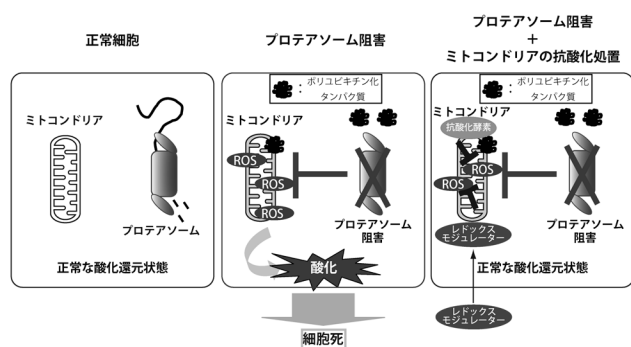 正常細胞
ミトコンドリア
プロテアソーム
正常な酸化還元状態
プロテアソーム阻害
:
ポリユビキチン化
タンパク質
ミトコンドリア
ROS
ROS
ROS
プロテアソーム
阻害
酸化
細胞死
プロテアソーム阻害
+
ミトコンドリアの抗酸化処置
:
ポリユビキチン化
タンパク質
ミトコンドリア
抗酸化酵素
ROS
ROS
レドックス
モジュレーター
プロテアソーム
阻害
正常な酸化還元状態
レドックス
モジュレーター